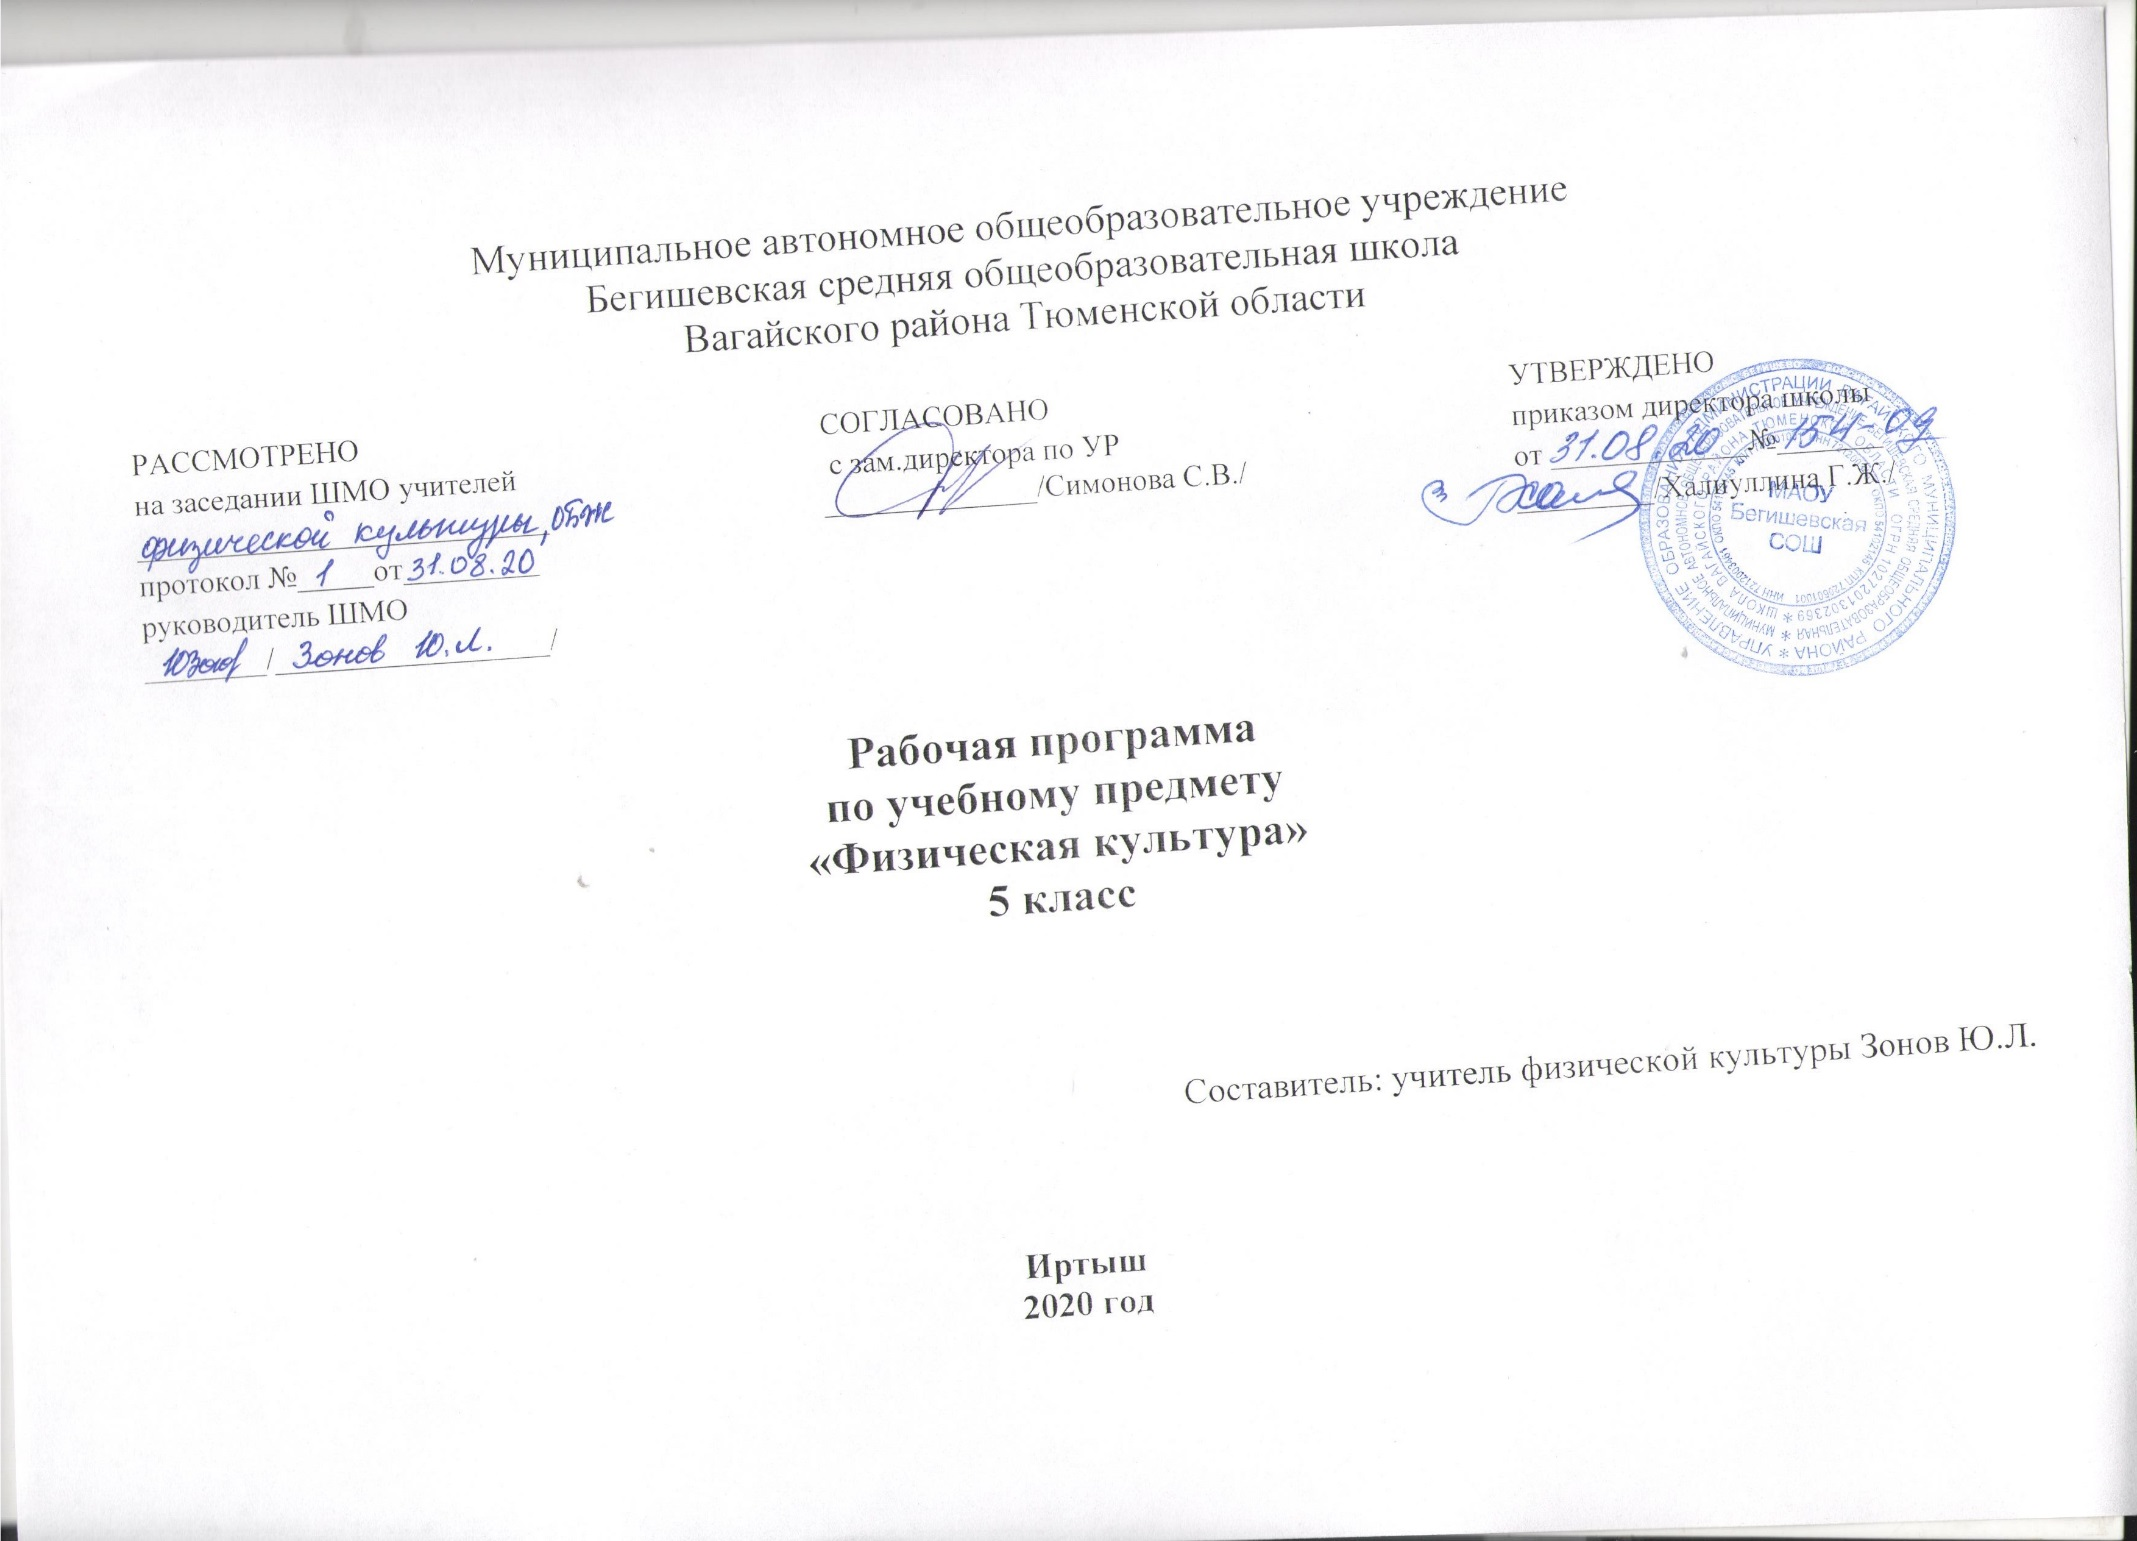 Муниципальное автономное общеобразовательное учреждение
Бегишевская средняя общеобразовательная школа
Вагайского района Тюменской области
РАССМОТРЕНО
на заседании ШМО учителей
физической культуры, ОБЖ
протокол № 1 от 31.08.20
руководитель ШМО
/ Зонов Ю.Л. /
СОГЛАСОВАНО
с зам.директора по УР
/Симонова С.В./
УТВЕРЖДЕНО
приказом директора школы
от 31.08.20 № 154-09
/Халиуллина Г.Ж./
МАОУ
Бегишевская
СОШ
Рабочая программа
по учебному предмету
«Физическая культура»
5 класс
Составитель: учитель физической культуры Зонов Ю.Л.
Иртыш
2020 год